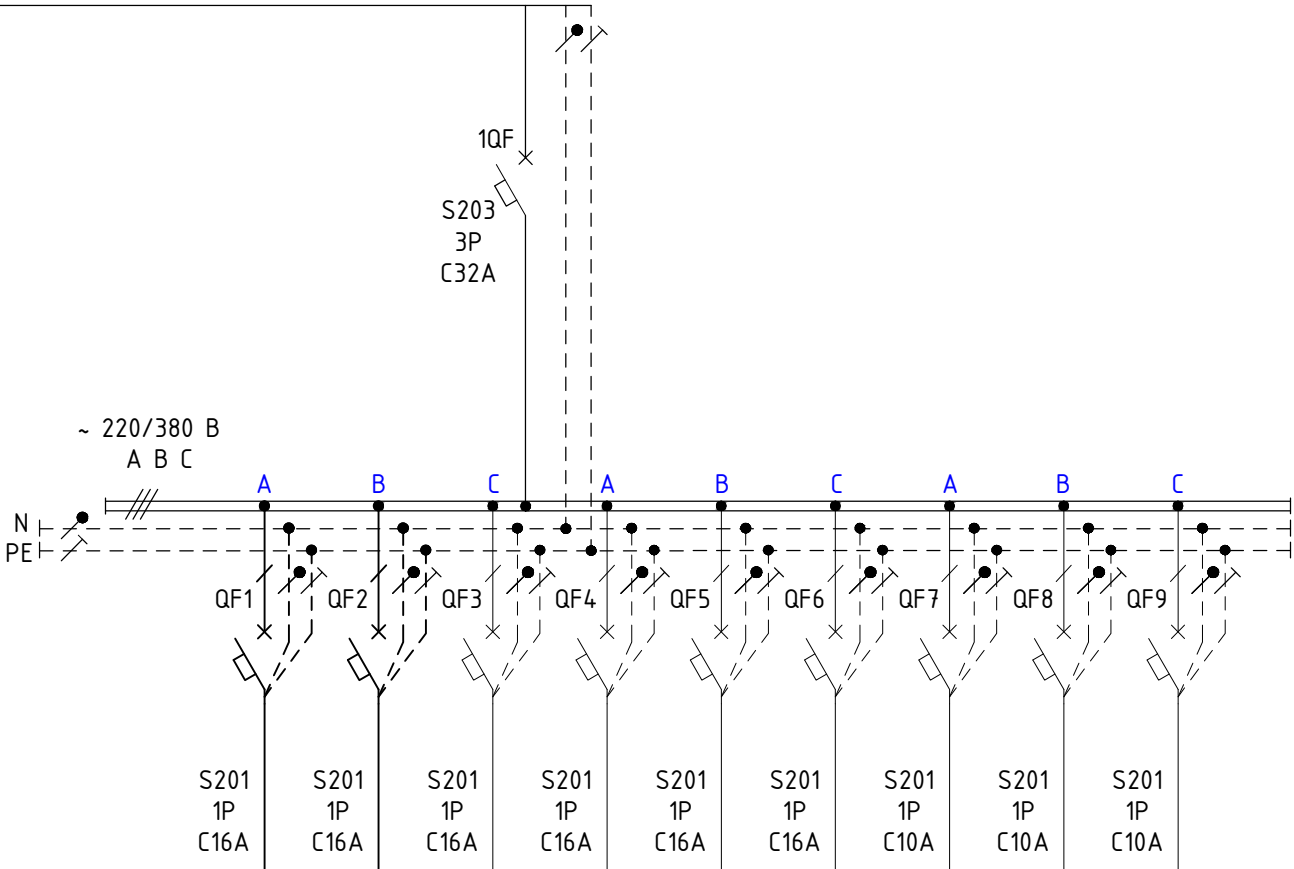 1QF
S203
3P
C32A
~ 220/380 В
A B C
A B C A B C A B C
N
PE
QF1 QF2 QF3 QF4 QF5 QF6 QF7 QF8 QF9
S201 S201 S201 S201 S201 S201 S201 S201 S201
1P 1P 1P 1P 1P 1P 1P 1P 1P
C16A C16A C16A C16A C16A C16A C10A C10A C10A